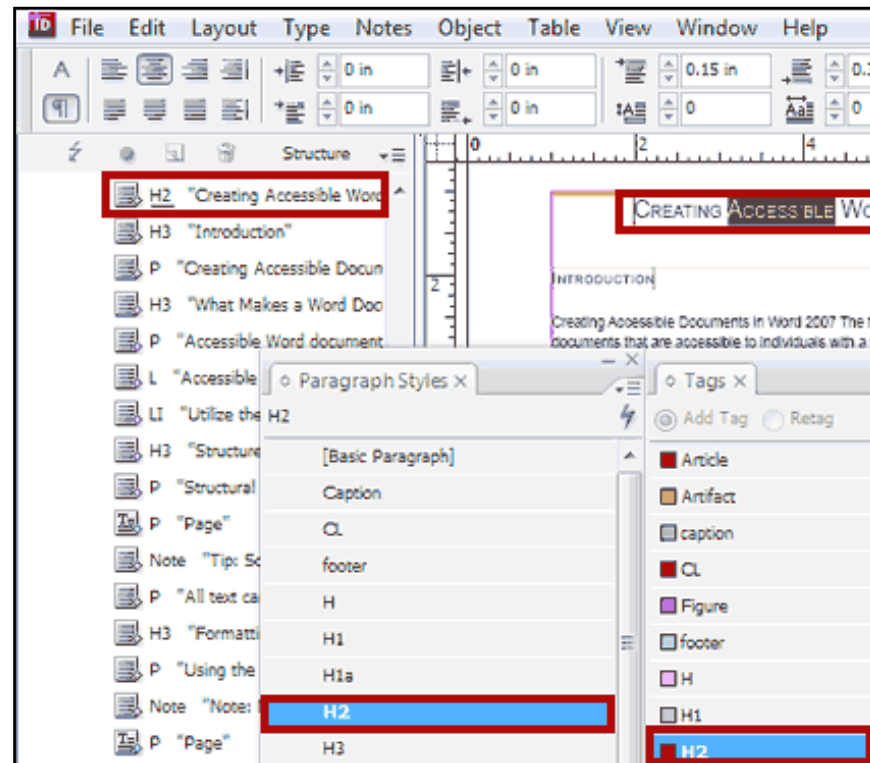 ID File Edit Layout Type Notes Object Table View Window Help
A 0 in 0 in 0.15 in
¶ 0 in 0 in 0 0
Structure
0 2 4
H2 "Creating Accessible Word
CREATING ACCESSIBLE
H3 "Introduction"
P "Creating Accessible Docum
2
INTRODUCTION
H3 "What Makes a Word Doc
Creating Accessible Documents in Word 2007 The
P "Accessible Word document
documents that are accessible to individuals with a
L "Accessible
LI "Utilize the
H3 "Structure
P "Structural
P "Page"
Note "Tip:
P "All text ca
H3 "Formatti
P "Using the
Note "Note:
P "Page"
Paragraph Styles ×
H2
[Basic Paragraph]
Caption
CL
footer
H
H1
H1a
H2
H3
Tags ×
Add Tag Retag
Article
Artifact
caption
CL
Figure
footer
H
H1
H2